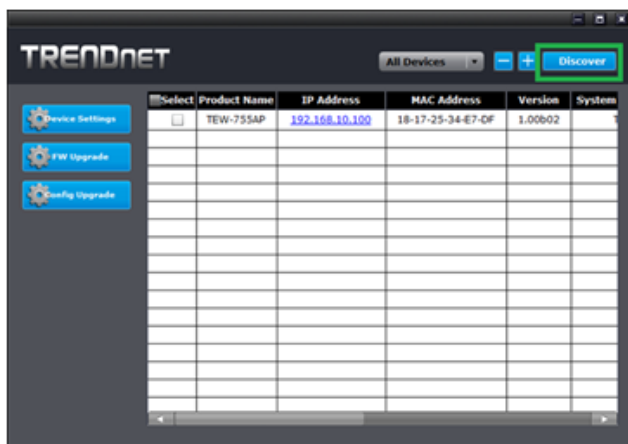 TRENDnet
All Devices
Discover
Select Product Name IP Address MAC Address Version System
TEW-755AP 192.168.10.100 18-17-25-34-E7-DF 1.00b02 T
Device Settings
FW Upgrade
Config Upgrade